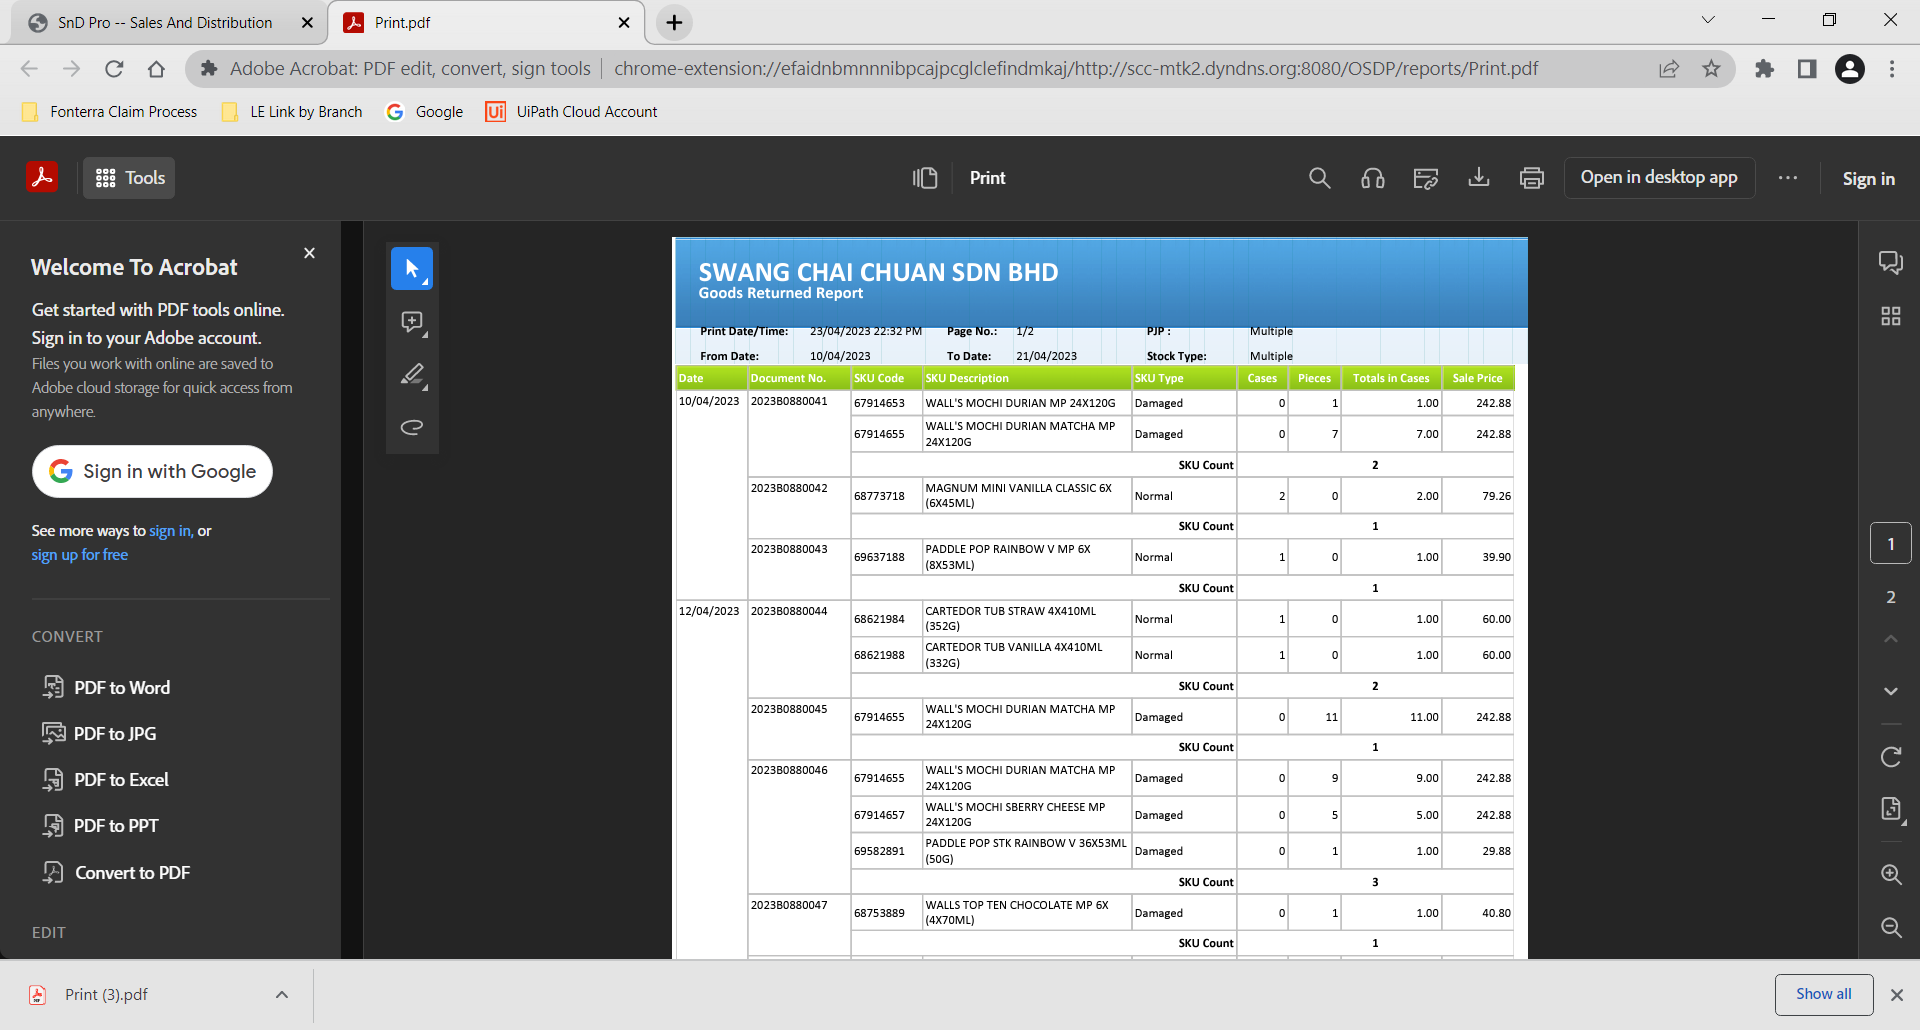 SnD Pro -- Sales And Distribution
Print.pdf
Adobe Acrobat: PDF edit, convert, sign tools
chrome-extension://efaidnbmnnnibpcajpcglclefindmkaj/http://scc-mtk2.dyndns.org:8080/OSDP/reports/Print.pdf
Fonterra Claim Process
LE Link by Branch
Google
Ui
UiPath Cloud Account
Tools
Print
Open in desktop app
Sign in
Welcome To Acrobat
Get started with PDF tools online.
Sign in to your Adobe account.
Files you work with online are saved to
Adobe cloud storage for quick access from
anywhere.
Sign in with Google
See more ways to sign in, or
sign up for free
CONVERT
PDF to Word
PDF to JPG
PDF to Excel
PDF to PPT
Convert to PDF
EDIT
SWANG CHAI CHUAN SDN BHD
Goods Returned Report
Print Date/Time: 23/04/2023 22:32 PM Page No.: 1/2 PJP : Multiple
From Date: 10/04/2023 To Date: 21/04/2023 Stock Type: Multiple
Date Document No. SKU Code SKU Description SKU Type Cases Pieces Totals in Cases Sale Price
10/04/2023 2023B0880041 67914653 WALL'S MOCHI DURIAN MP 24X120G Damaged 0 1 1.00 242.88
67914655 WALL'S MOCHI DURIAN MATCHA MP Damaged 0 7 7.00 242.88
24X120G
SKU Count 2
2023B0880042 68773718 MAGNUM MINI VANILLA CLASSIC 6X Normal 2 0 2.00 79.26
(6X45ML)
SKU Count 1
2023B0880043 69637188 PADDLE POP RAINBOW V MP 6X Normal 1 0 1.00 39.90
(8X53ML)
SKU Count 1
12/04/2023 2023B0880044 68621984 CARTEDOR TUB STRAW 4X410ML Normal 1 0 1.00 60.00
(352G)
68621988 CARTEDOR TUB VANILLA 4X410ML Normal 1 0 1.00 60.00
(332G)
SKU Count 2
2023B0880045 67914655 WALL'S MOCHI DURIAN MATCHA MP Damaged 0 11 11.00 242.88
24X120G
SKU Count 1
2023B0880046 67914655 WALL'S MOCHI DURIAN MATCHA MP Damaged 0 9 9.00 242.88
24X120G
67914657 WALL'S MOCHI SBERRY CHEESE MP Damaged 0 5 5.00 242.88
24X120G
69582891 PADDLE POP STK RAINBOW V 36X53ML Damaged 0 1 1.00 29.88
(50G)
SKU Count 3
2023B0880047 68753889 WALLS TOP TEN CHOCOLATE MP 6X Damaged 0 1 1.00 40.80
(4X70ML)
SKU Count 1
1
2
Print (3).pdf
Show all